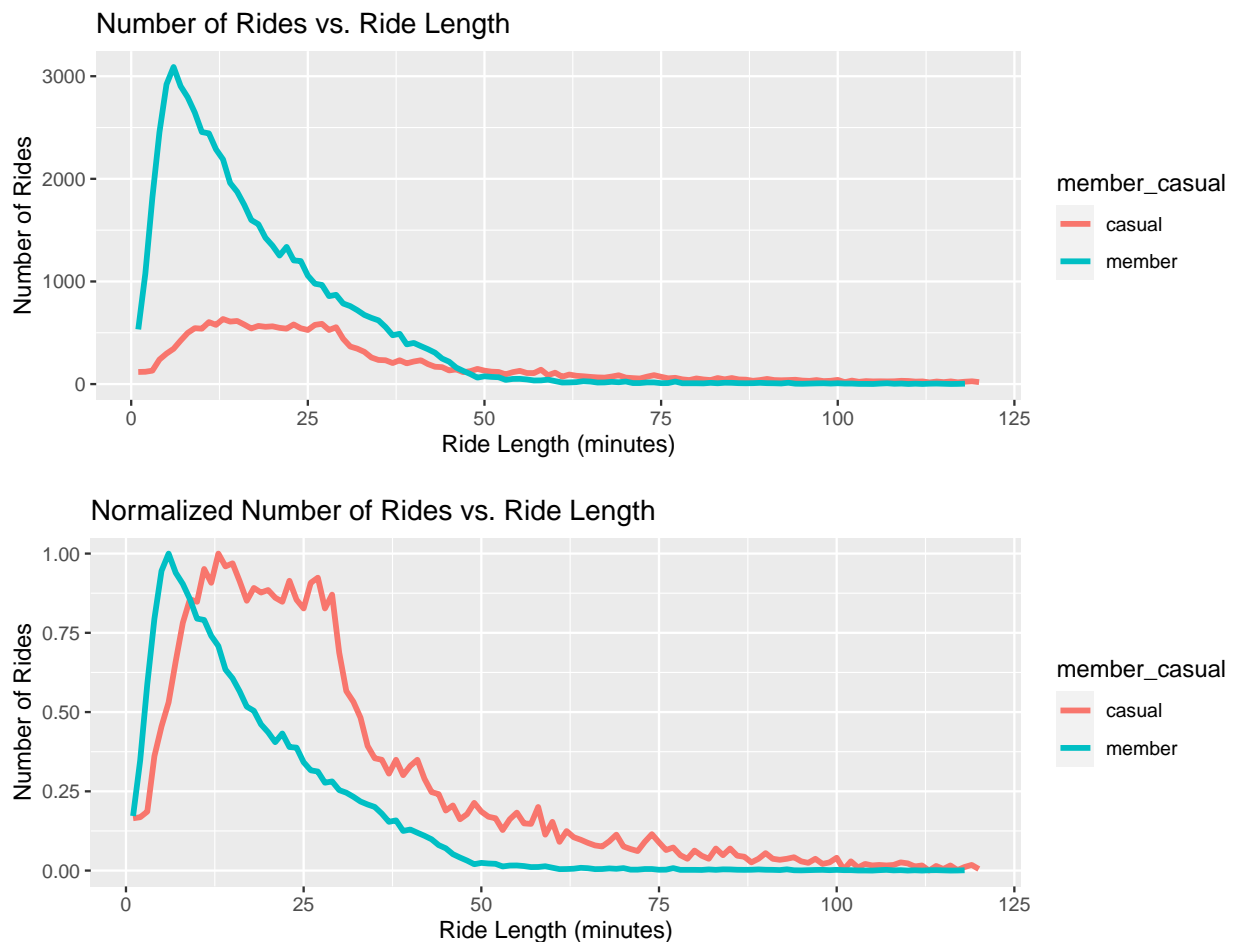 Number of Rides vs. Ride Length
3000
2000
1000
0
Number of Rides
0 25 50 75 100 125
Ride Length (minutes)
member_casual
casual
member
Normalized Number of Rides vs. Ride Length
1.00
0.75
0.50
0.25
0.00
Number of Rides
0 25 50 75 100 125
Ride Length (minutes)
member_casual
casual
member